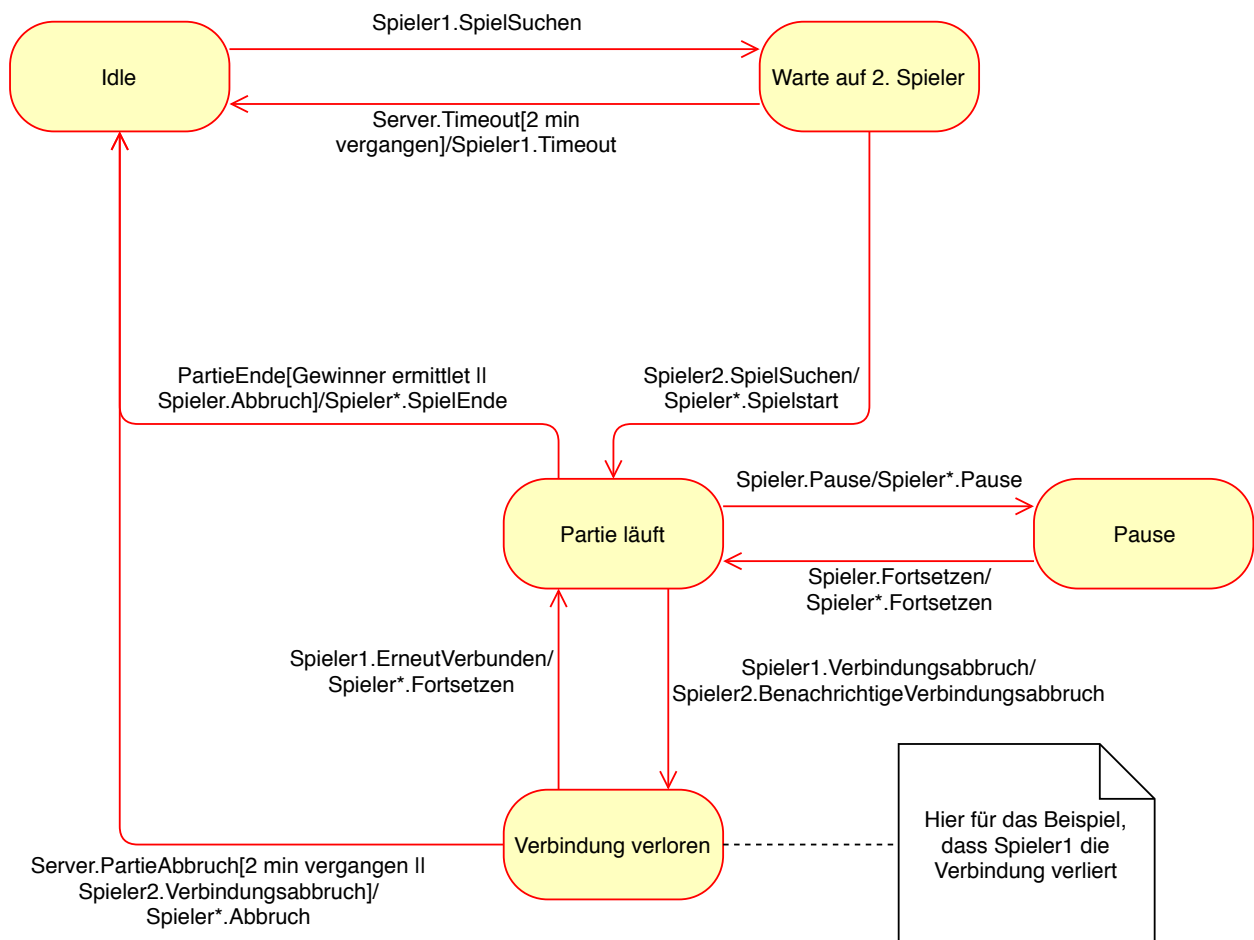 Spieler1.SpielSuchen
Idle
Warte auf 2. Spieler
Server.Timeout[2 min
vergangen]/Spieler1.Timeout
PartieEnde[Gewinner ermittlet ||
Spieler.Abbruch]/Spieler*.SpielEnde
Spieler2.SpielSuchen/
Spieler*.Spielstart
Spieler.Pause/Spieler*.Pause
Partie läuft
Pause
Spieler.Fortsetzen/
Spieler*.Fortsetzen
Spieler1.ErneutVerbunden/
Spieler*.Fortsetzen
Spieler1.Verbindungsabbruch/
Spieler2.BenachrichtigeVerbindungsabbruch
Verbindung verloren
Hier für das Beispiel,
dass Spieler1 die
Verbindung verliert
Server.PartieAbbruch[2 min vergangen ||
Spieler2.Verbindungsabbruch]/
Spieler*.Abbruch